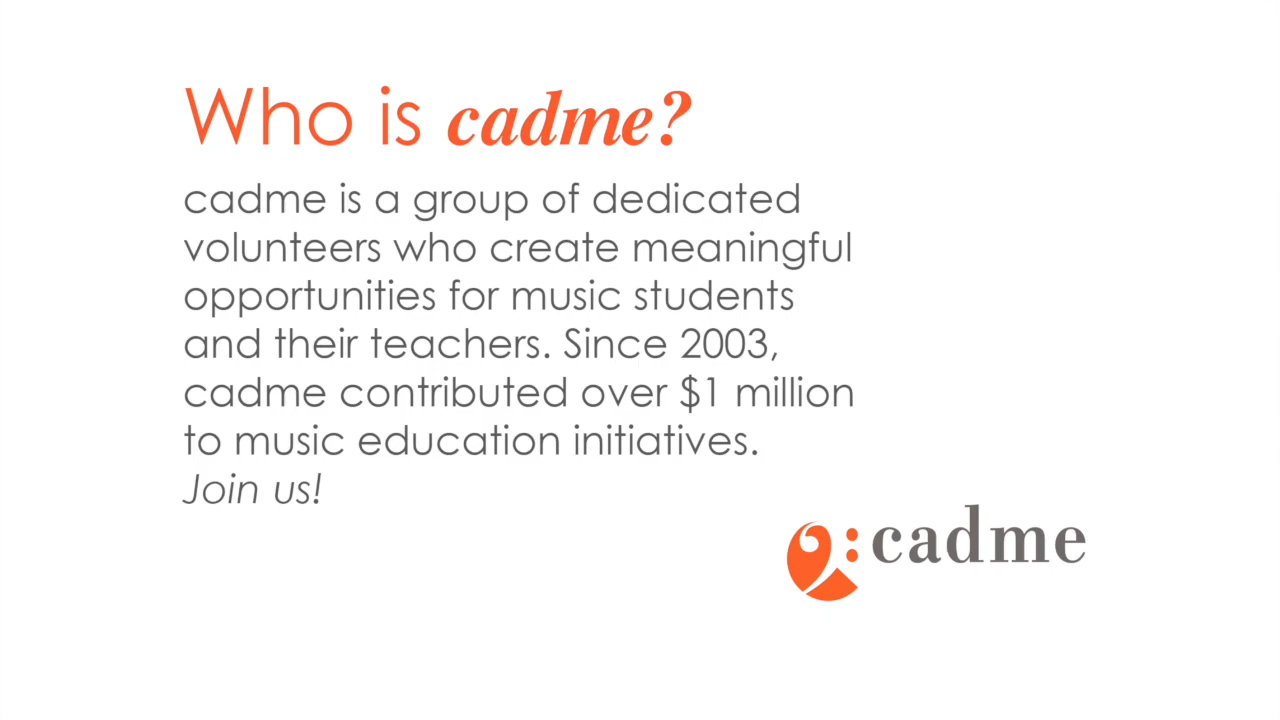 Who is cadme?
cadme is a group of dedicated
volunteers who create meaningful
opportunities for music students
and their teachers. Since 2003,
cadme contributed over $1 million
to music education initiatives.
Join us!
cadme